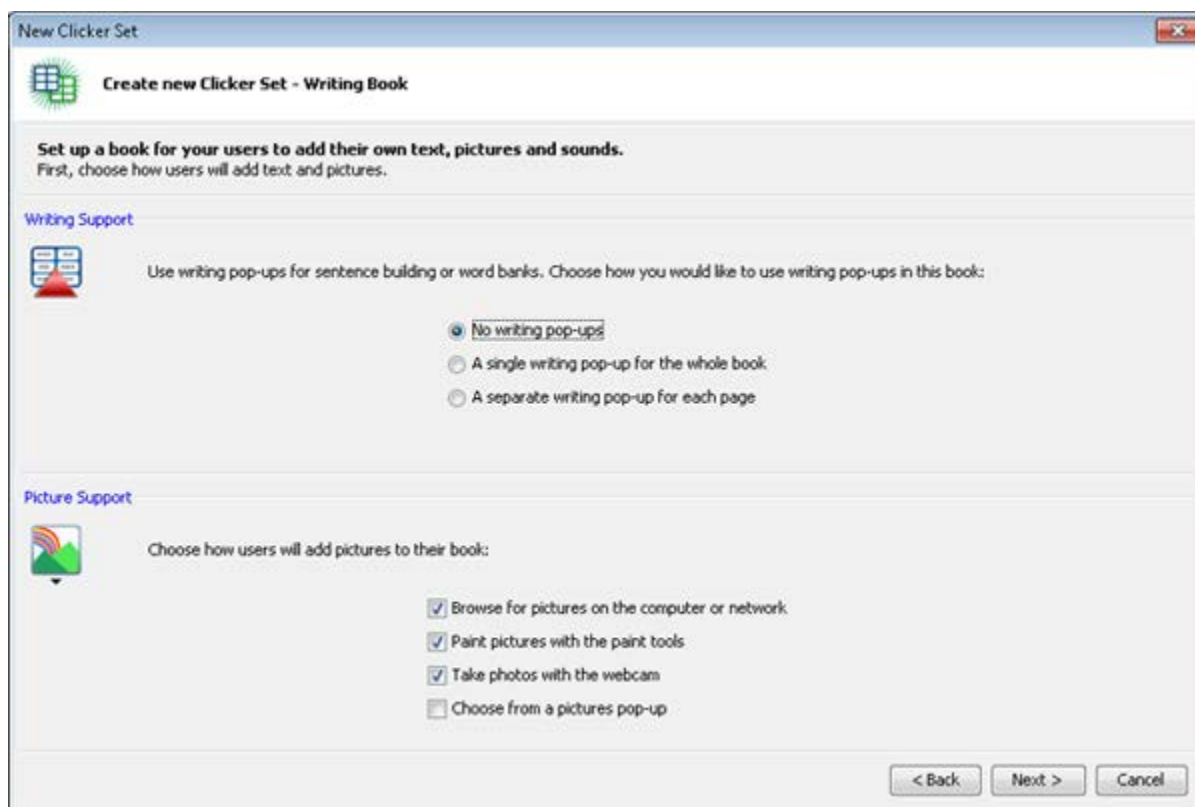 New Clicker Set
Create new Clicker Set - Writing Book
Set up a book for your users to add their own text, pictures and sounds.
First, choose how users will add text and pictures.
Writing Support
Use writing pop-ups for sentence building or word banks. Choose how you would like to use writing pop-ups in this book:
No writing pop-ups
A single writing pop-up for the whole book
A separate writing pop-up for each page
Picture Support
Choose how users will add pictures to their book:
Browse for pictures on the computer or network
Paint pictures with the paint tools
Take photos with the webcam
Choose from a pictures pop-up
< Back Next > Cancel